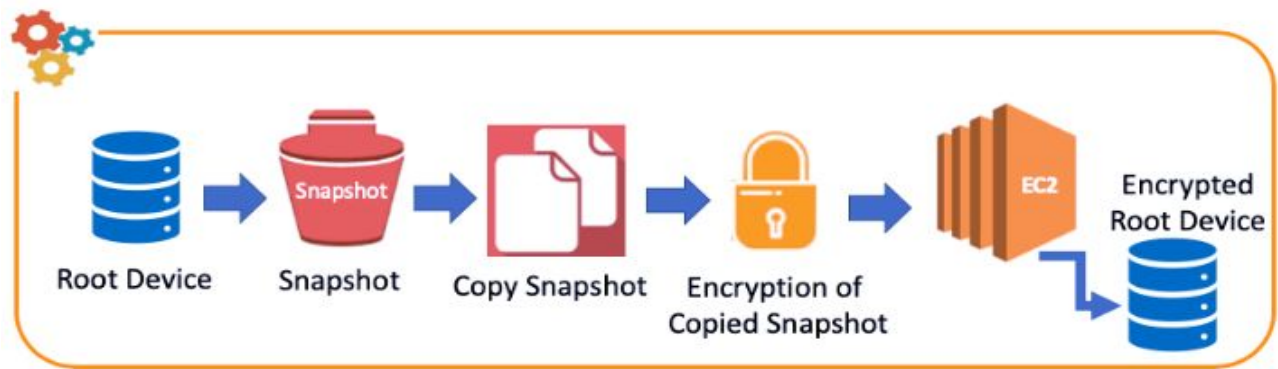 Snapshot
EC2
Encrypted
Root Device
Root Device
Snapshot
Copy Snapshot
Encryption of
Copied Snapshot